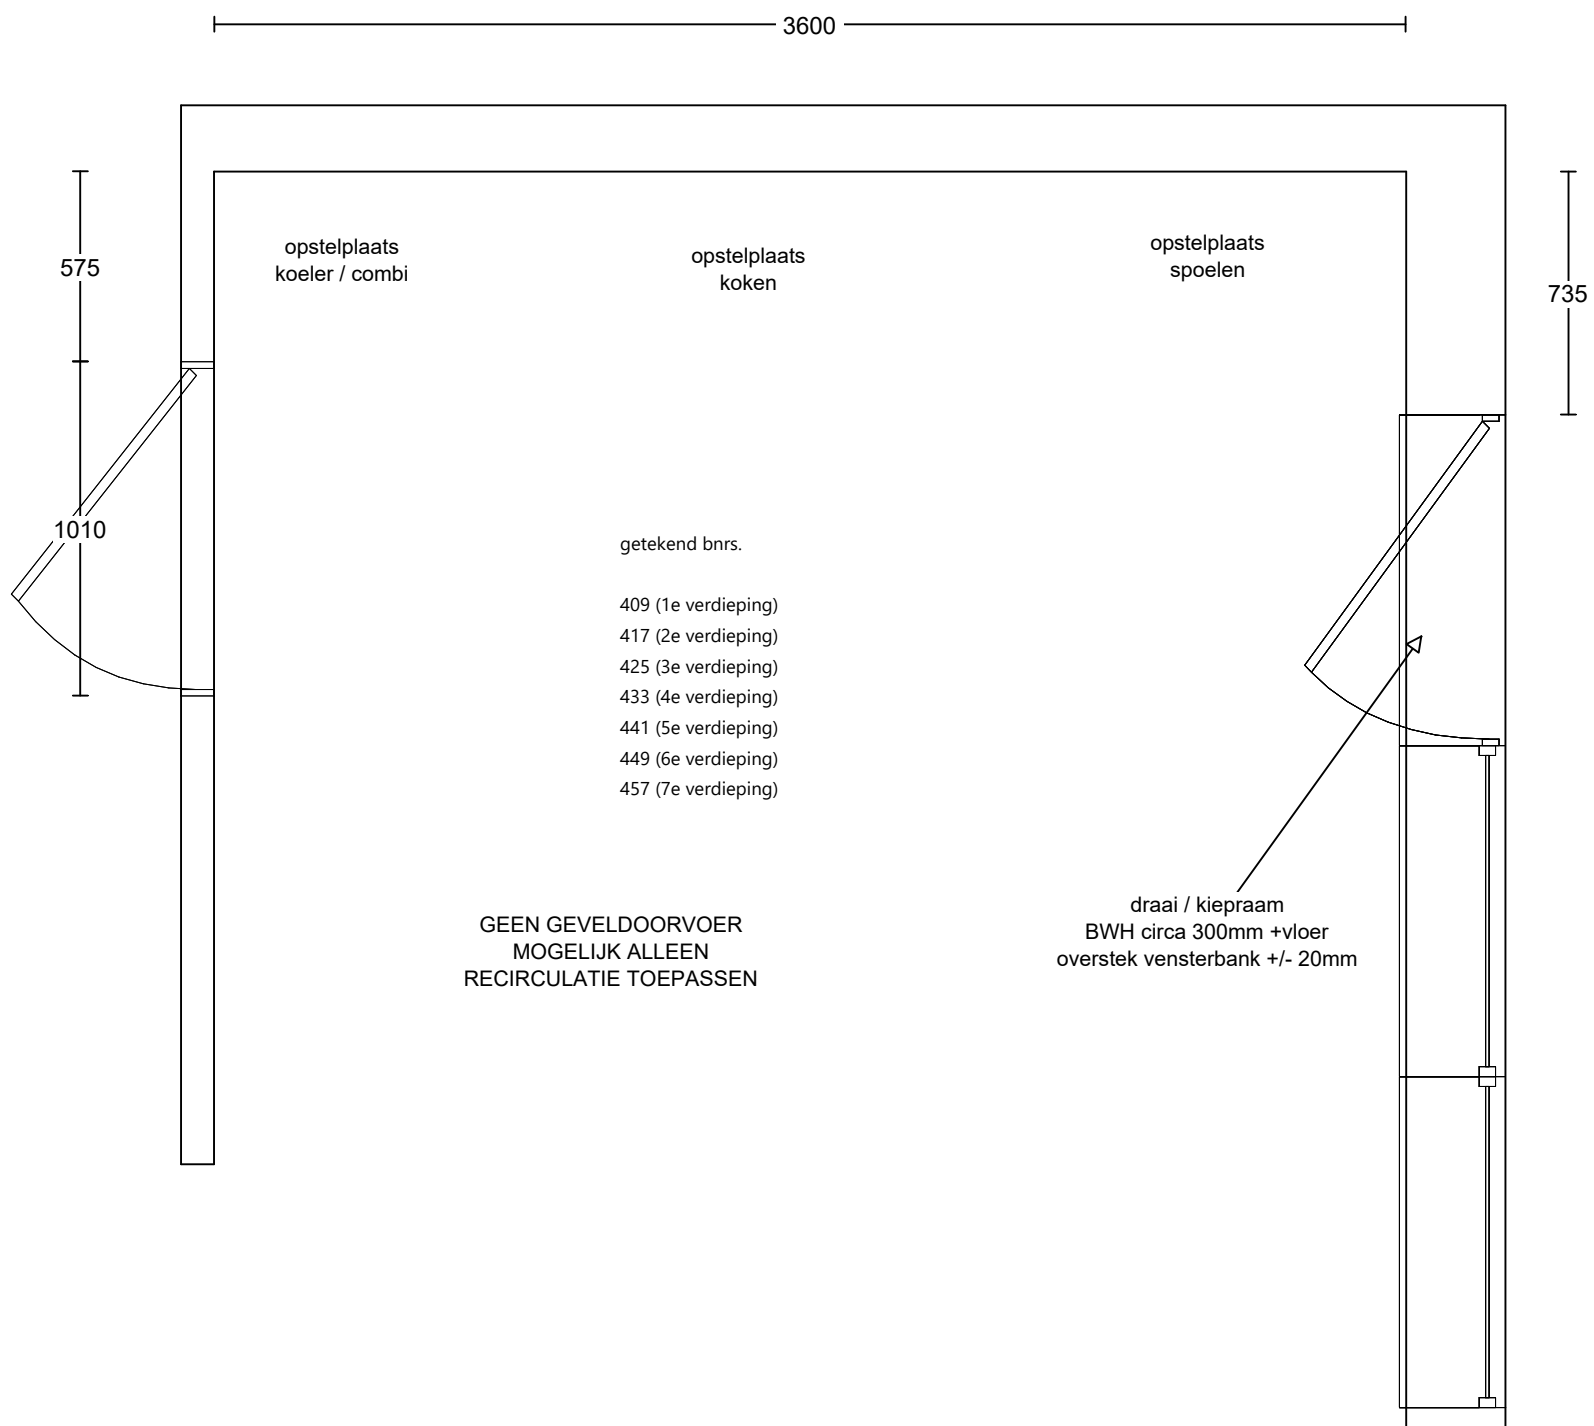 3600
opstelplaats
koeler / combi
opstelplaats
koken
opstelplaats
spoelen
575
735
1010
getekend bnrs.
409 (1e verdieping)
417 (2e verdieping)
425 (3e verdieping)
433 (4e verdieping)
441 (5e verdieping)
449 (6e verdieping)
457 (7e verdieping)
GEEN GEVELDOORVOER
MOGELIJK ALLEEN
RECIRCULATIE TOEPASSEN
draai / kiepraam
BWH circa 300mm +vloer
overstek vensterbank +/- 20mm